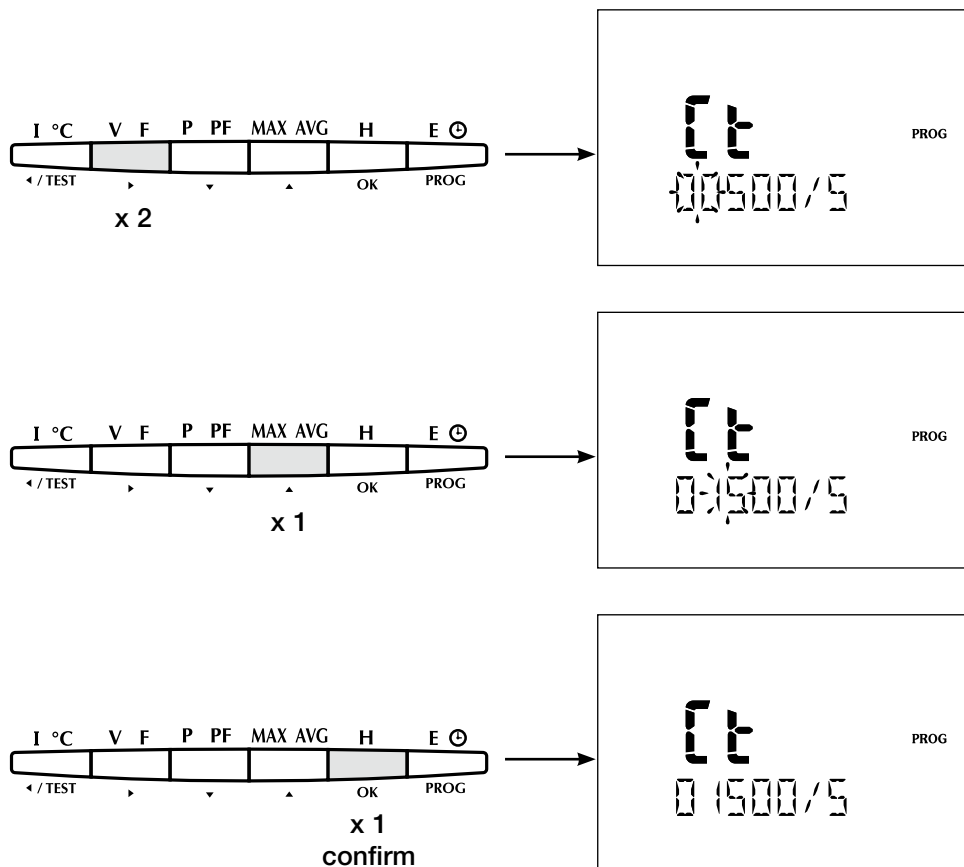 I °C V F P PF MAX AVG H E
◂ / TEST ▸ ▾ ▴ OK PROG
x 2
Ct
00500/5
PROG
I °C V F P PF MAX AVG H E
◂ / TEST ▸ ▾ ▴ OK PROG
x 1
Ct
01500/5
PROG
I °C V F P PF MAX AVG H E
◂ / TEST ▸ ▾ ▴ OK PROG
x 1
confirm
Ct
01500/5
PROG